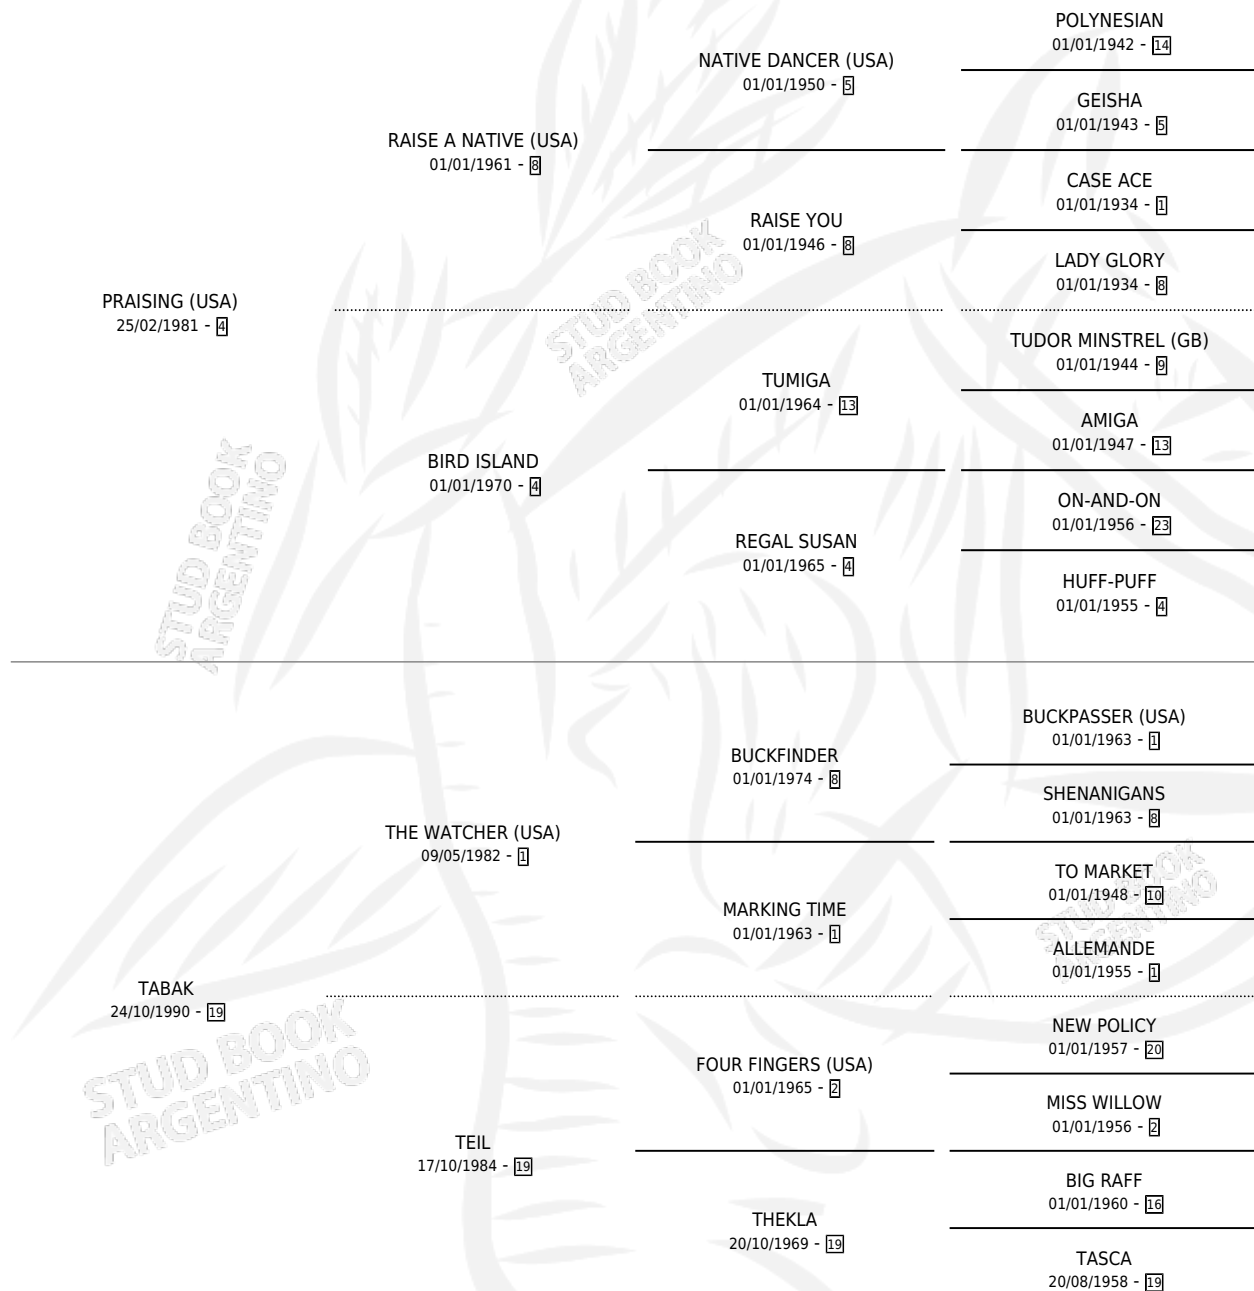 POLYNESIAN
01/01/1942 - 14
NATIVE DANCER (USA)
01/01/1950 - 5
GEISHA
01/01/1943 - 5
RAISE A NATIVE (USA)
01/01/1961 - 8
CASE ACE
01/01/1934 - 1
RAISE YOU
01/01/1946 - 8
LADY GLORY
01/01/1934 - 8
PRAISING (USA)
25/02/1981 - 4
STUD BOOK
ARGENTINO
TUDOR MINSTREL (GB)
01/01/1944 - 9
TUMIGA
01/01/1964 - 13
AMIGA
01/01/1947 - 13
BIRD ISLAND
01/01/1970 - 4
ON-AND-ON
01/01/1956 - 23
REGAL SUSAN
01/01/1965 - 4
HUFF-PUFF
01/01/1955 - 4
STUD BOOK
ARGENTINO
BUCKPASSER (USA)
01/01/1963 - 1
BUCKFINDER
01/01/1974 - 8
SHENANIGANS
01/01/1963 - 8
THE WATCHER (USA)
09/05/1982 - 1
TO MARKET
01/01/1948 - 10
MARKING TIME
01/01/1963 - 1
STUD BOOK
ARGENTINO
ALLEMANDE
01/01/1955 - 1
TABAK
24/10/1990 - 19
STUD BOOK
ARGENTINO
NEW POLICY
01/01/1957 - 20
FOUR FINGERS (USA)
01/01/1965 - 2
MISS WILLOW
01/01/1956 - 2
TEIL
17/10/1984 - 19
BIG RAFF
01/01/1960 - 16
THEKLA
20/10/1969 - 19
TASCA
20/08/1958 - 19